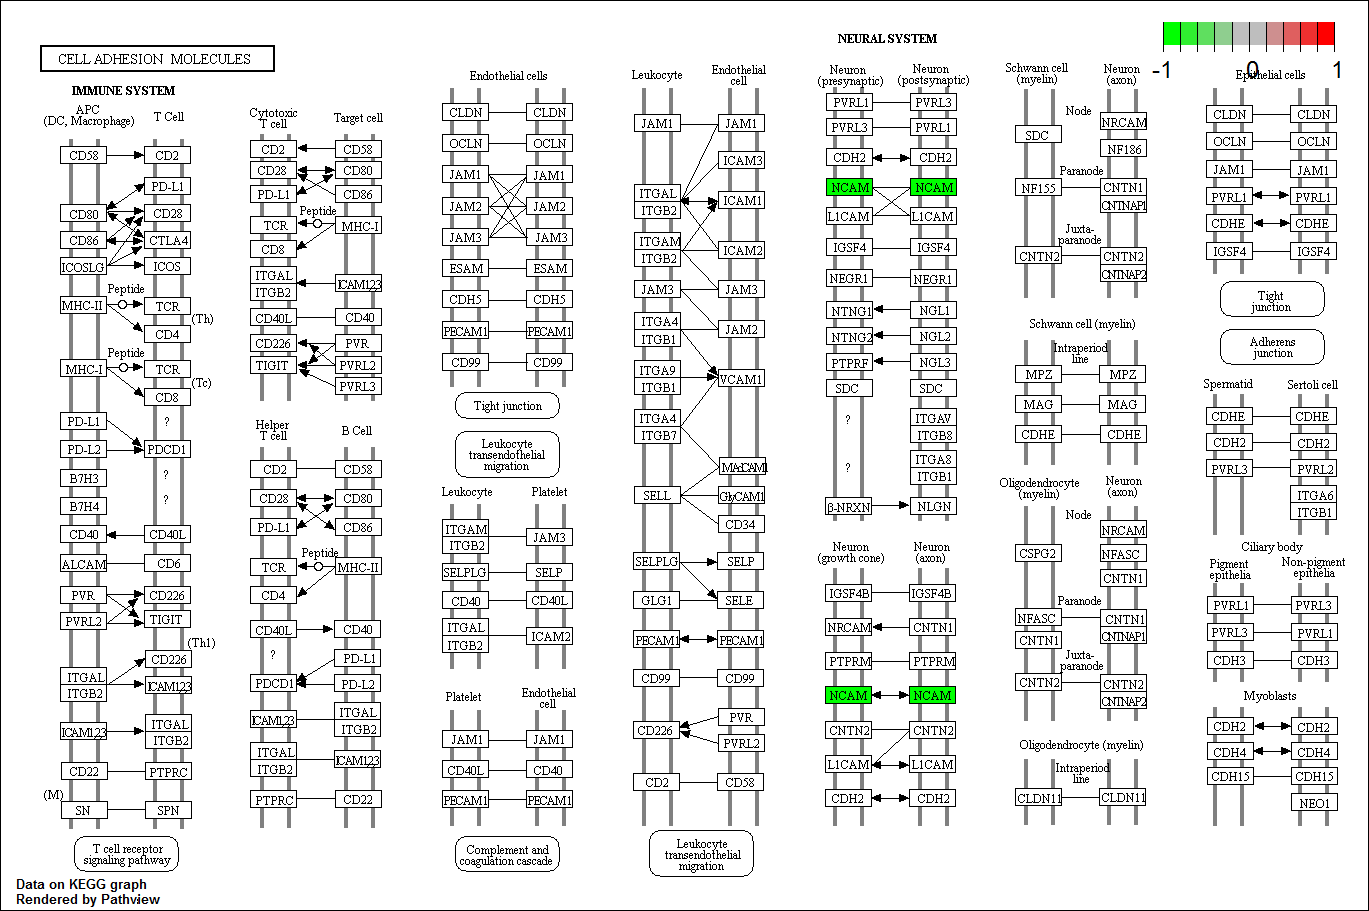 CELL ADHESION MOLECULES
NEURAL SYSTEM
-1
0
1
IMMUNE SYSTEM
APC
(DC, Macrophage)
T Cell
CD58
CD2
PD-L1
CD80
CD28
CD86
CTLA4
ICOSLG
ICOS
Peptide
MHC-II
TCR
(Th)
CD4
Peptide
MHC-I
TCR
(Tc)
CD8
PD-L1
?
PD-L2
PDCD1
B7H3
?
B7H4
?
CD40
CD40L
ALCAM
CD6
PVR
CD226
PVRL2
TIGIT
(Th1)
CD226
ITGAL
ITGB2
ICAM123
ICAM123
ITGAL
ITGB2
CD22
PTPRC
(M)
SN
SPN
T cell receptor
signaling pathway
Cytotoxic
T cell
Target cell
CD2
CD58
CD28
CD80
PD-L1
CD86
Peptide
TCR
MHC-I
CD8
ITGAL
ITGB2
ICAM123
CD40L
CD40
CD226
PVR
TIGIT
PVRL2
PVRL3
Helper
T cell
B Cell
CD2
CD58
CD28
CD80
PD-L1
CD86
Peptide
TCR
MHC-II
CD4
CD40L
CD40
?
PD-L1
PDCD1
PD-L2
ICAM123
ITGAL
ITGB2
ITGAL
ITGB2
ICAM123
PTPRC
CD22
Endothelial cells
CLDN
CLDN
OCLN
OCLN
JAM1
JAM1
JAM2
JAM2
JAM3
JAM3
ESAM
ESAM
CDH5
CDH5
PECAM1
PECAM1
CD99
CD99
Tight junction
Leukocyte
transendothelial
migration
Leukocyte
Platelet
ITGAM
ITGB2
JAM3
SELPLG
SELP
CD40
CD40L
ITGAL
ITGB2
ICAM2
Platelet
Endothelial
cell
JAM1
JAM1
CD40L
CD40
PECAM1
PECAM1
Complement and
coagulation cascade
Leukocyte
Endothelial
cell
JAM1
JAM1
ICAM3
ITGAL
ITGB2
ICAM1
ITGAM
ITGB2
ICAM2
JAM3
JAM3
ITGA4
ITGB1
JAM2
ITGA9
ITGB1
VCAM1
ITGA4
ITGB7
MAdCAM1
SELL
GlyCAM1
CD34
SELPLG
SELP
GLG1
SELE
PECAM1
PECAM1
CD99
CD99
CD226
PVR
PVRL2
CD2
CD58
Leukocyte
transendothelial
migration
Neuron
(presynaptic)
Neuron
(postsynaptic)
PVRL1
PVRL3
PVRL3
PVRL1
CDH2
CDH2
NCAM
NCAM
L1CAM
L1CAM
IGSF4
IGSF4
NEGR1
NEGR1
NTNG1
NGL1
NTNG2
NGL2
PTPRF
NGL3
SDC
SDC
?
ITGAV
ITGB8
?
ITGA8
ITGB1
β-NRXN
NLGN
Neuron
(growth cone)
Neuron
(axon)
IGSF4B
IGSF4
NRCAM
CNTN1
PTPRM
PTPRM
NCAM
NCAM
CNTN2
CNTN2
L1CAM
L1CAM
CDH2
CDH2
Schwann cell
(myelin)
Neuron
(axon)
Node
SDC
NRCAM
NF186
Paranode
NF155
CNTN1
CNTNAP1
Juxta-
paranode
CNTN2
CNTN2
CNTNAP2
Schwann cell (myelin)
Intraperiod
line
MPZ
MPZ
MAG
MAG
CDHE
CDHE
Oligodendrocyte
(myelin)
Neuron
(axon)
Node
NRCAM
CSPG2
NFASC
CNTN1
Paranode
NFASC
CNTN1
CNTN1
CNTNAP1
Juxta-
paranode
CNTN2
CNTN2
CNTNAP2
Oligodendrocyte (myelin)
Intraperiod
line
CLDN11
CLDN11
Epithelial cells
CLDN
CLDN
OCLN
OCLN
JAM1
JAM1
PVRL1
PVRL1
CDHE
CDHE
IGSF4
IGSF4
Tight
junction
Adherens
junction
Spermatid
Sertoli cell
CDHE
CDHE
CDH2
CDH2
PVRL3
PVRL2
ITGA6
ITGB1
Ciliary body
Pigment
epithelia
Non-pigment
epithelia
PVRL1
PVRL3
PVRL3
PVRL1
CDH3
CDH3
Myoblasts
CDH2
CDH2
CDH4
CDH4
CDH15
CDH15
NEO1
Data on KEGG graph
Rendered by Pathview